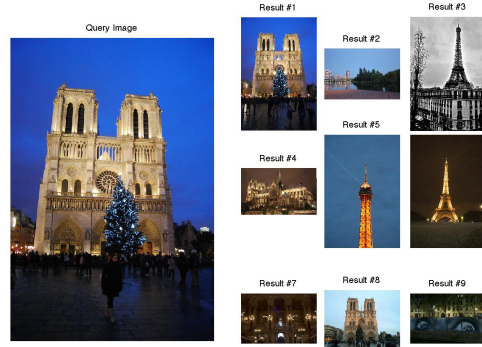 Query Image
Result #1
Result #2
Result #3
Result #4
Result #5
Result #7
Result #8
Result #9